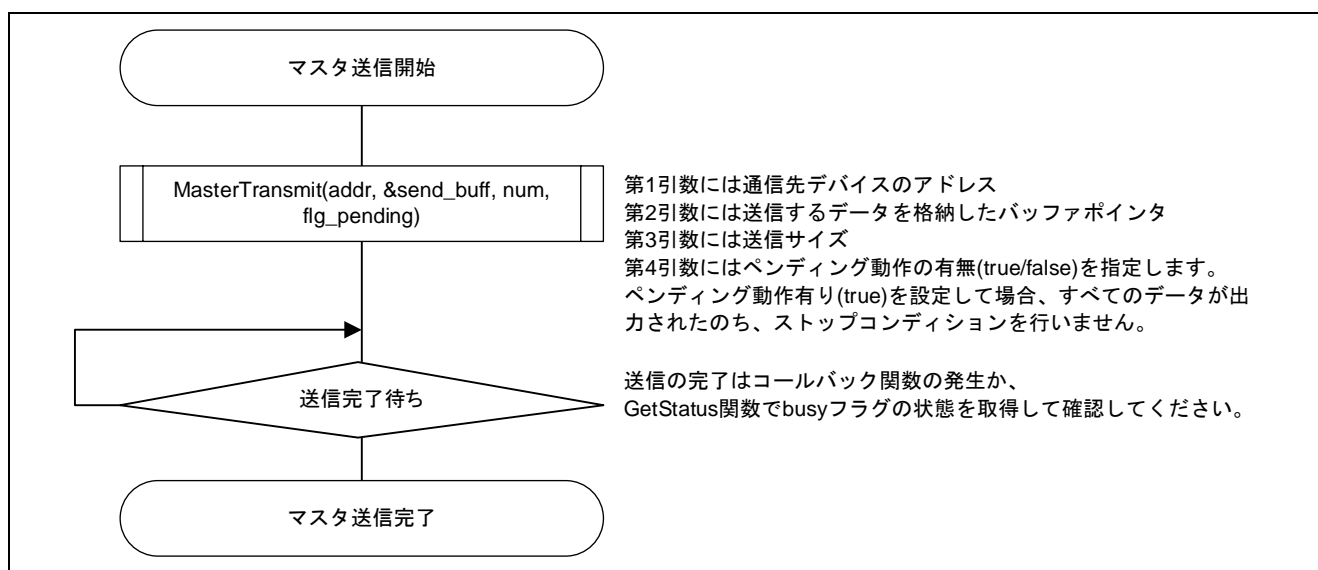 マスタ送信開始
MasterTransmit(addr, &send_buff, num,
flg_pending)
第1引数には通信先デバイスのアドレス
第2引数には送信するデータを格納したバッファポインタ
第3引数には送信サイズ
第4引数にはペンディング動作の有無(true/false)を指定します。
ペンディング動作有り(true)を設定して場合、すべてのデータが出
力されたのち、ストップコンディションを行いません。
送信完了待ち
送信の完了はコールバック関数の発生か、
GetStatus関数でbusyフラグの状態を取得して確認してください。
マスタ送信完了